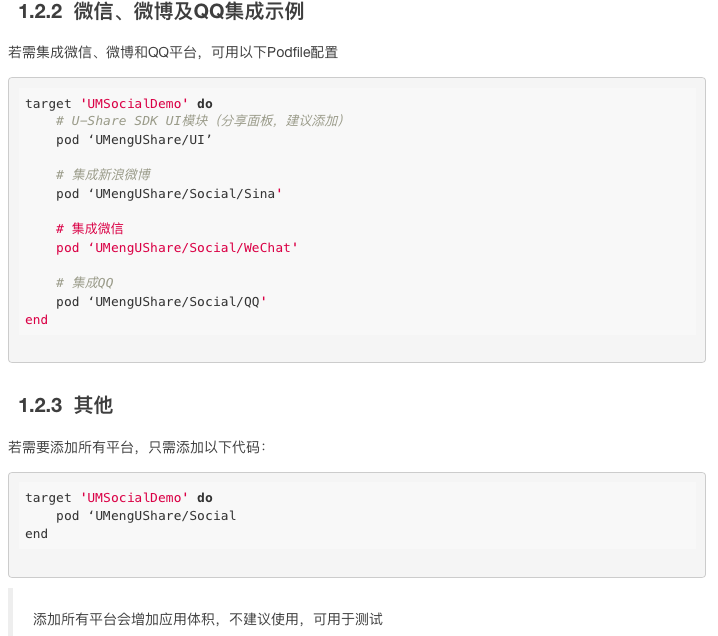 1.2.2 微信、微博及QQ集成示例
若需集成微信、微博和QQ平台，可用以下Podfile配置
target 'UMSocialDemo' do
# U-Share SDK UI模块（分享面板，建议添加）
pod ‘UMengUShare/UI’
# 集成新浪微博
pod ‘UMengUShare/Social/Sina'
# 集成微信
pod ‘UMengUShare/Social/WeChat'
# 集成QQ
pod ‘UMengUShare/Social/QQ'
end
1.2.3 其他
若需要添加所有平台，只需添加以下代码：
target 'UMSocialDemo' do
pod ‘UMengUShare/Social
end
添加所有平台会增加应用体积，不建议使用，可用于测试